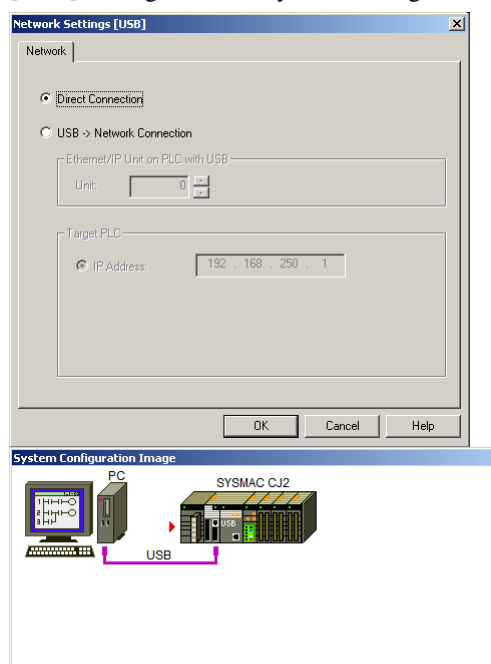 Network Settings [USB]
Network
Direct Connection
USB -> Network Connection
Ethernet/IP Unit on PLC with USB
Unit: 0
Target PLC
IP Address: 192 . 168 . 250 . 1
OK Cancel Help
System Configuration Image
PC
SYSMAC CJ2
USB
USB